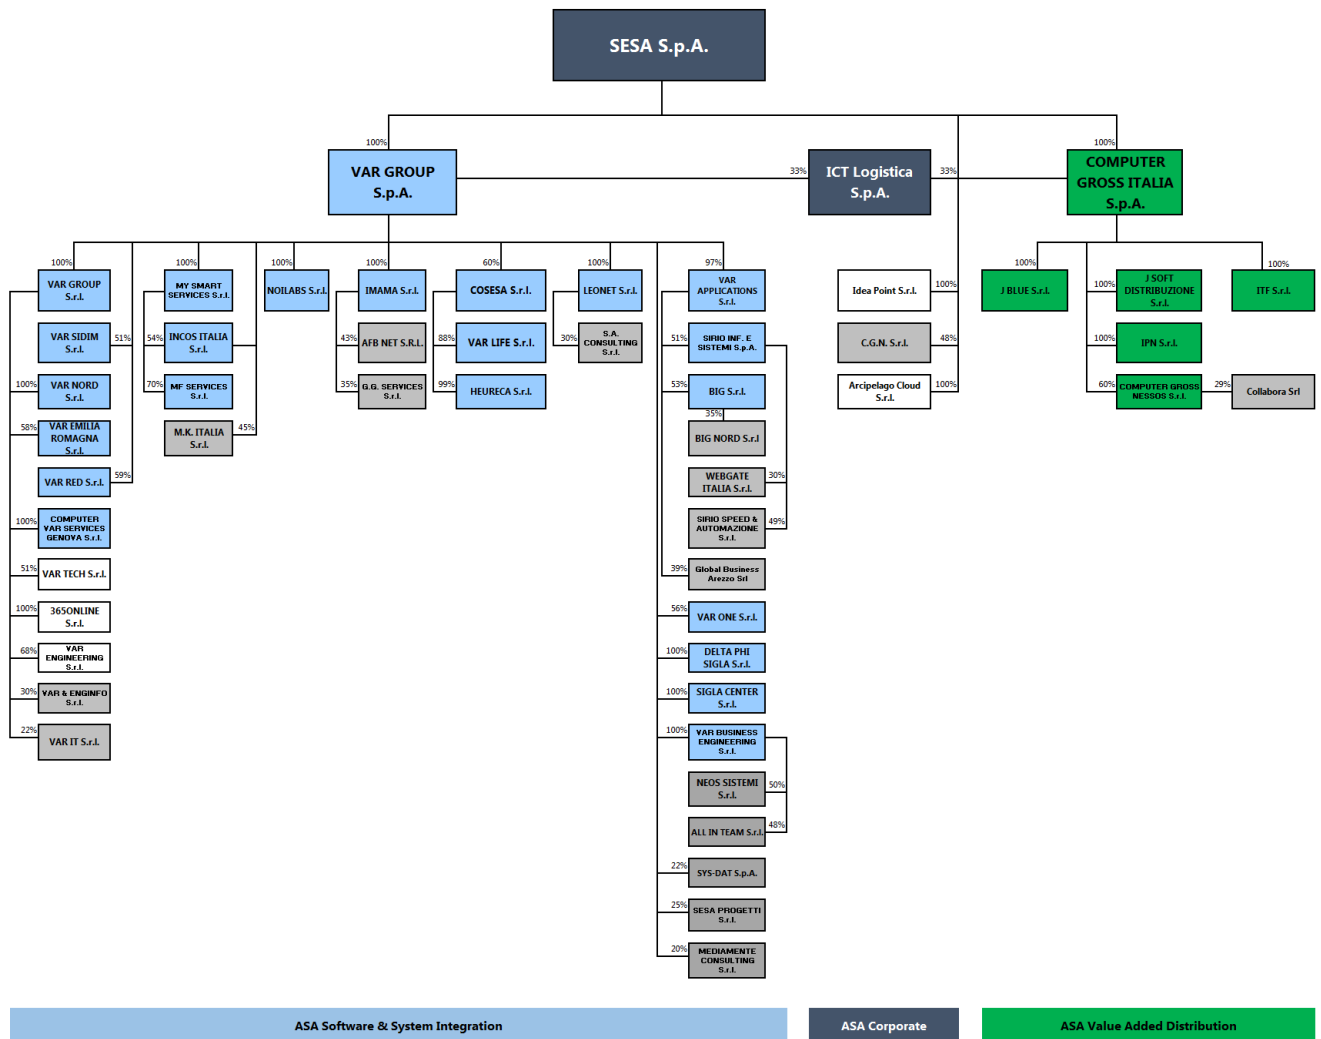 SESA S.p.A.
100%
100%
VAR GROUP
S.p.A.
33%
ICT Logistica
S.p.A.
33%
COMPUTER
GROSS ITALIA
S.p.A.
100%
VAR GROUP
S.r.l.
VAR SIDIM
S.r.l.
51%
100%
VAR NORD
S.r.l.
58%
VAR EMILIA
ROMAGNA
S.r.l.
VAR RED S.r.l.
59%
100%
COMPUTER
VAR SERVICES
GENOVA S.r.l.
51%
VAR TECH S.r.l.
100%
365ONLINE
S.r.l.
68%
VAR
ENGINEERING
S.r.l.
30%
VAR & ENGINFO
S.r.l.
22%
VAR IT S.r.l.
100%
MY SMART
SERVICES S.r.l.
54%
INCOS ITALIA
S.r.l.
70%
MF SERVICES
S.r.l.
M.K. ITALIA
S.r.l.
45%
100%
NOILABS S.r.l.
100%
IMAMA S.r.l.
43%
AFB NET S.R.L.
35%
G.G. SERVICES
S.r.l.
60%
COSESA S.r.l.
88%
VAR LIFE S.r.l.
99%
HEURECA S.r.l.
100%
LEONET S.r.l.
30%
S.A.
CONSULTING
S.r.l.
97%
VAR
APPLICATIONS
S.r.l.
51%
SIRIO INF. E
SISTEMI S.p.A.
53%
BIG S.r.l.
35%
BIG NORD S.r.l
WEBGATE
ITALIA S.r.l.
30%
SIRIO SPEED &
AUTOMAZIONE
S.r.l.
49%
39%
Global Business
Arezzo Srl
56%
VAR ONE S.r.l.
100%
DELTA PHI
SIGLA S.r.l.
100%
SIGLA CENTER
S.r.l.
100%
VAR BUSINESS
ENGINEERING
S.r.l.
NEOS SISTEMI
S.r.l.
50%
ALL IN TEAM S.r.l.
48%
22%
SYS-DAT S.p.A.
25%
SESA PROGETTI
S.r.l.
20%
MEDIAMENTE
CONSULTING
S.r.l.
Idea Point S.r.l.
100%
C.G.N. S.r.l.
48%
Arcipelago Cloud
S.r.l.
100%
100%
J BLUE S.r.l.
100%
J SOFT
DISTRIBUZIONE
S.r.l.
100%
IPN S.r.l.
60%
COMPUTER GROSS
NESSOS S.r.l.
29%
Collabora Srl
100%
ITF S.r.l.
ASA Software & System Integration
ASA Corporate
ASA Value Added Distribution